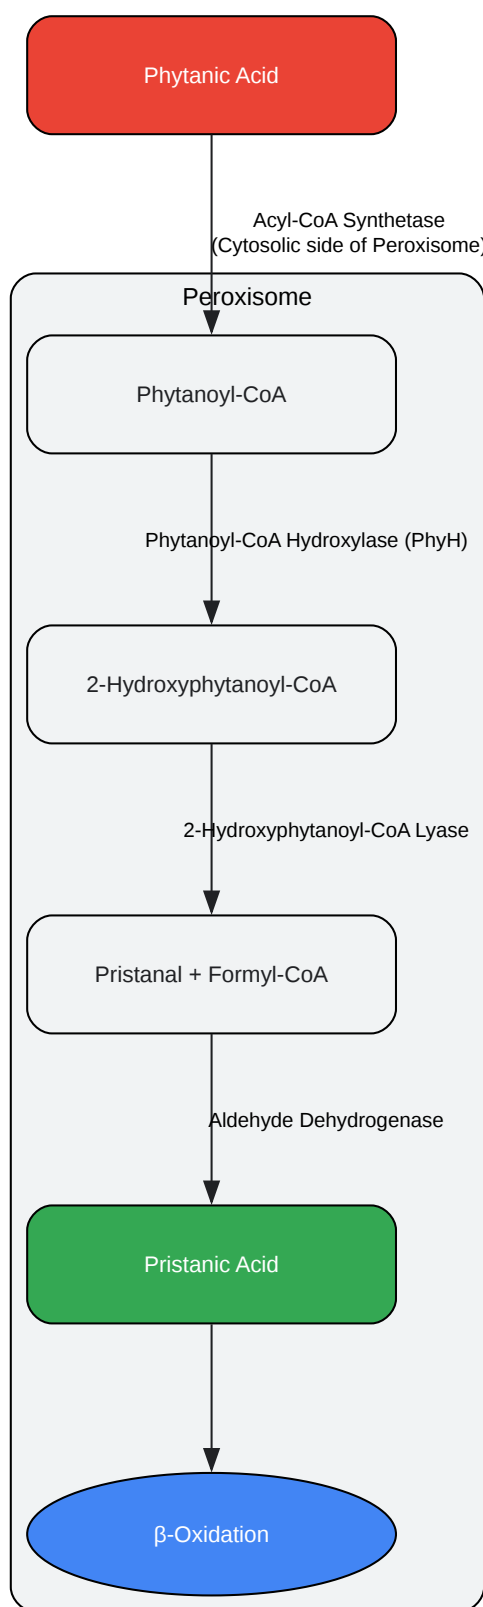 Phytanic Acid
Acyl-CoA Synthetase
(Cytosolic side of Peroxisome)
Peroxisome
Phytanoyl-CoA
Phytanoyl-CoA Hydroxylase (PhyH)
2-Hydroxyphytanoyl-CoA
2-Hydroxyphytanoyl-CoA Lyase
Pristanal + Formyl-CoA
Aldehyde Dehydrogenase
Pristanic Acid
β-Oxidation